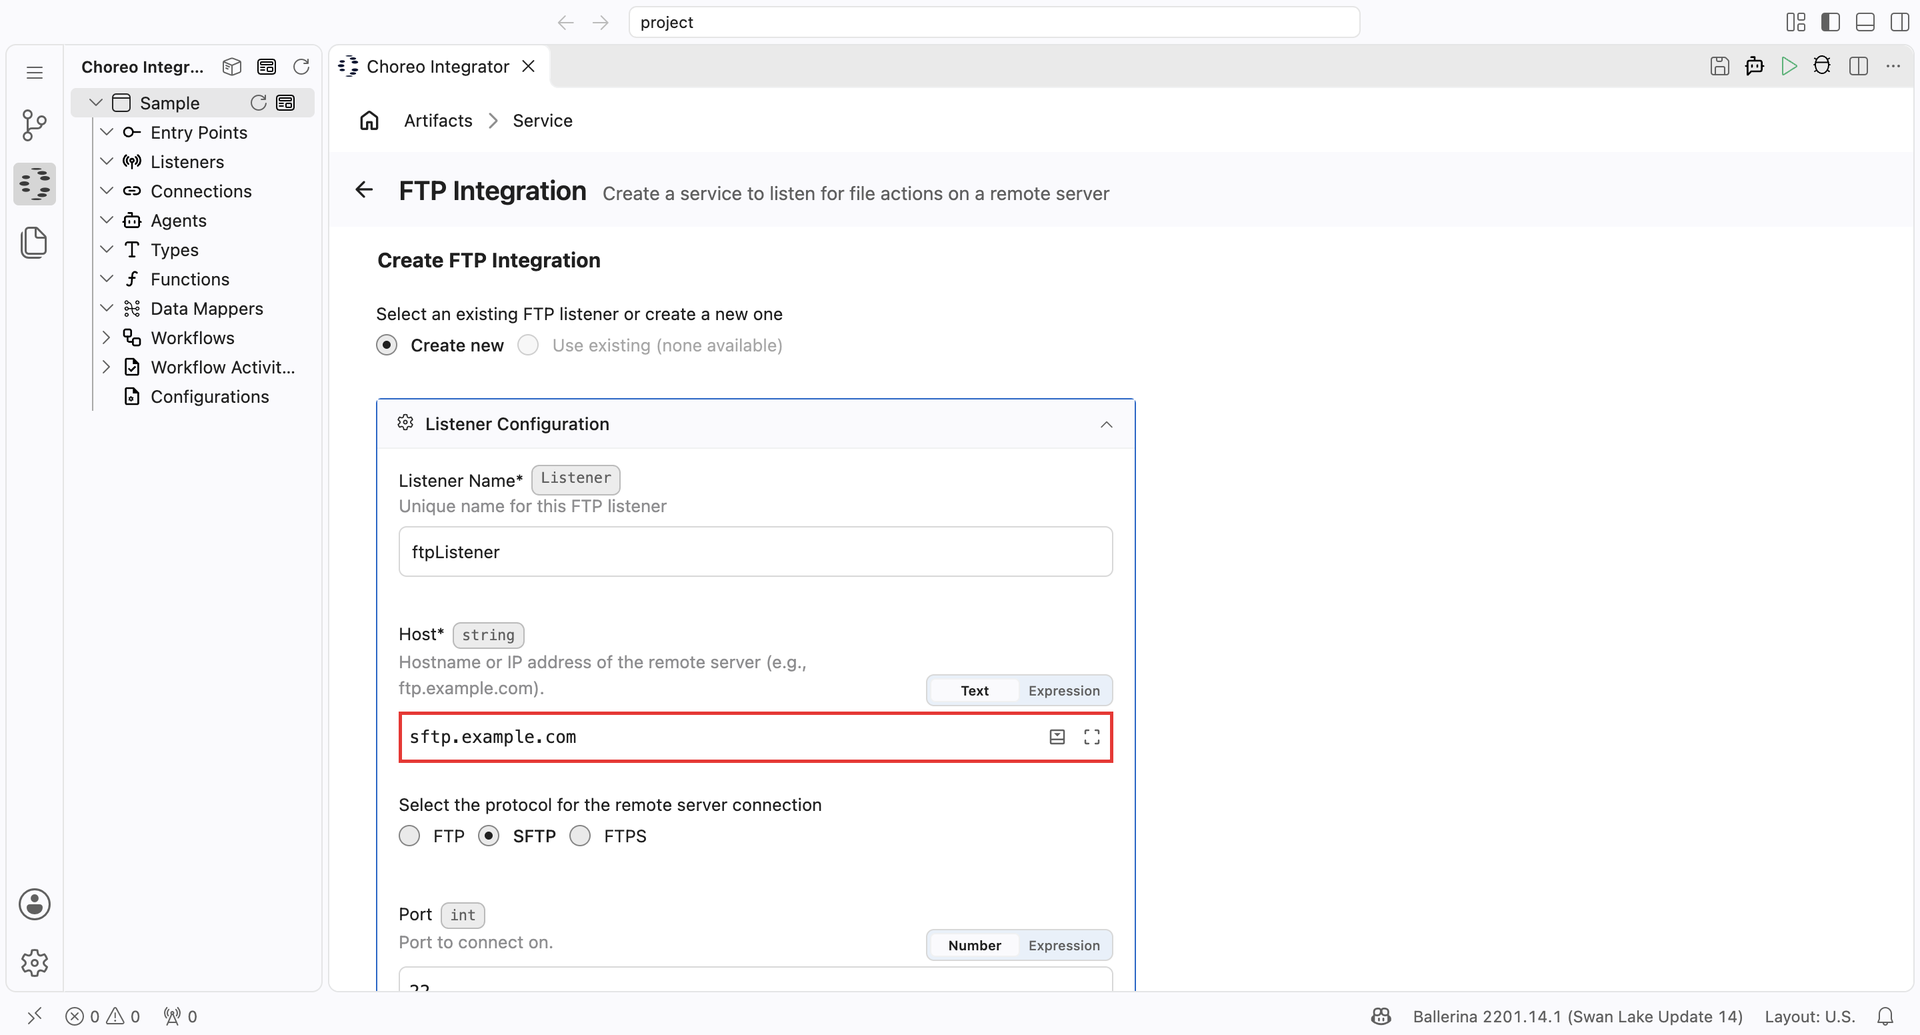 project
Choreo Integr...
Choreo Integrator
Sample
Entry Points
Listeners
Connections
Agents
Types
Functions
Data Mappers
Workflows
Workflow Activit...
Configurations
Artifacts
Service
FTP Integration
Create a service to listen for file actions on a remote server
Create FTP Integration
Select an existing FTP listener or create a new one
Create new
Use existing (none available)
Listener Configuration
Listener Name* Listener
Unique name for this FTP listener
ftpListener
Host* string
Hostname or IP address of the remote server (e.g.,
ftp.example.com).
Text Expression
sftp.example.com
Select the protocol for the remote server connection
FTP SFTP FTPS
Port int
Port to connect on.
Number Expression
22
0 0 0
Ballerina 2201.14.1 (Swan Lake Update 14)
Layout: U.S.